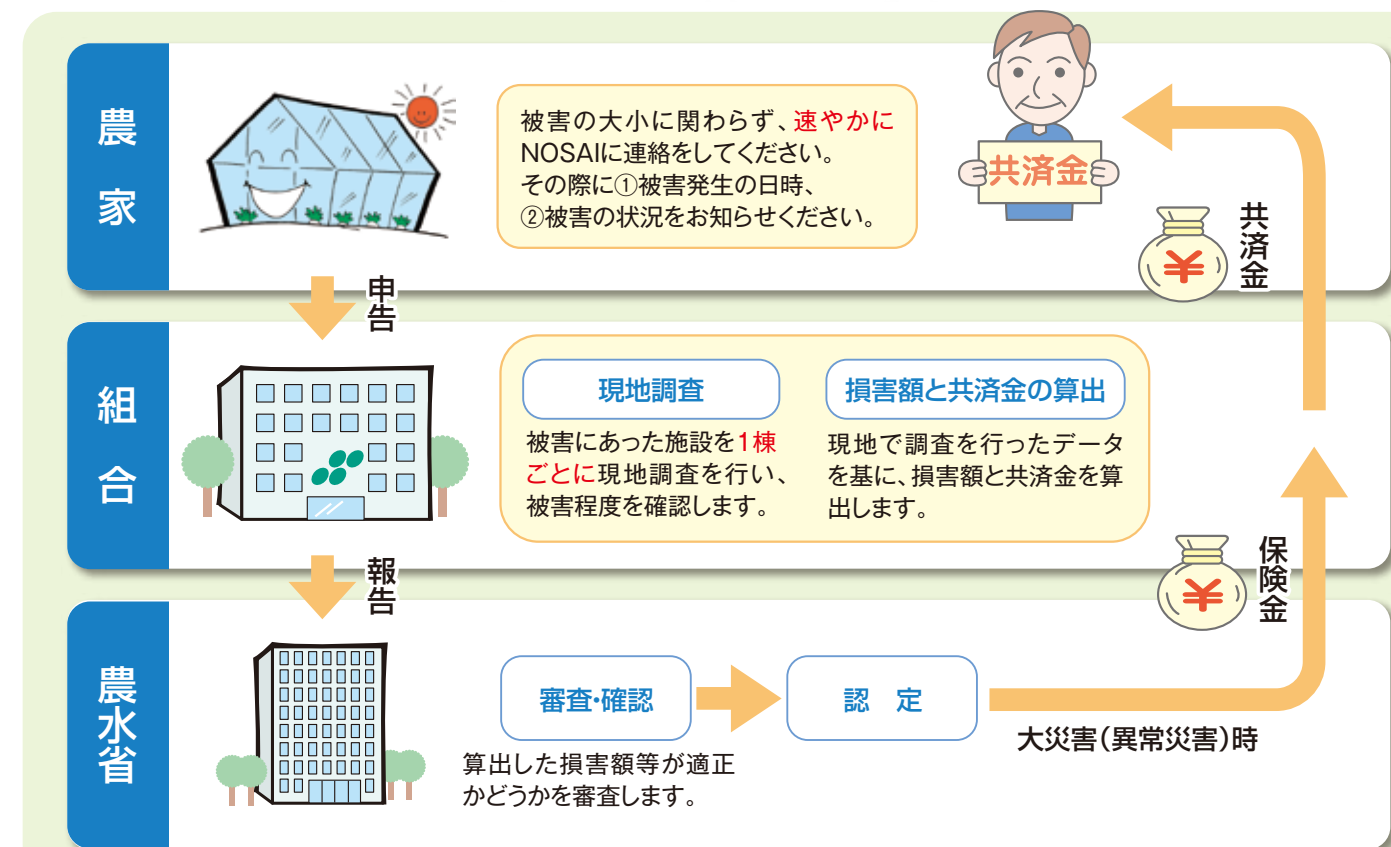 農家
被害の大小に関わらず、速やかに
NOSAIに連絡をしてください。
その際に①被害発生の日時、
②被害の状況をお知らせください。
共済金
¥
共済金
申告
組合
現地調査
被害にあった施設を1棟
ごとに現地調査を行い、
被害程度を確認します。
損害額と共済金の算出
現地で調査を行ったデータ
を基に、損害額と共済金を算
出します。
報告
¥
保険金
農水省
審査・確認
算出した損害額等が適正
かどうかを審査します。
認 定
大災害(異常災害)時